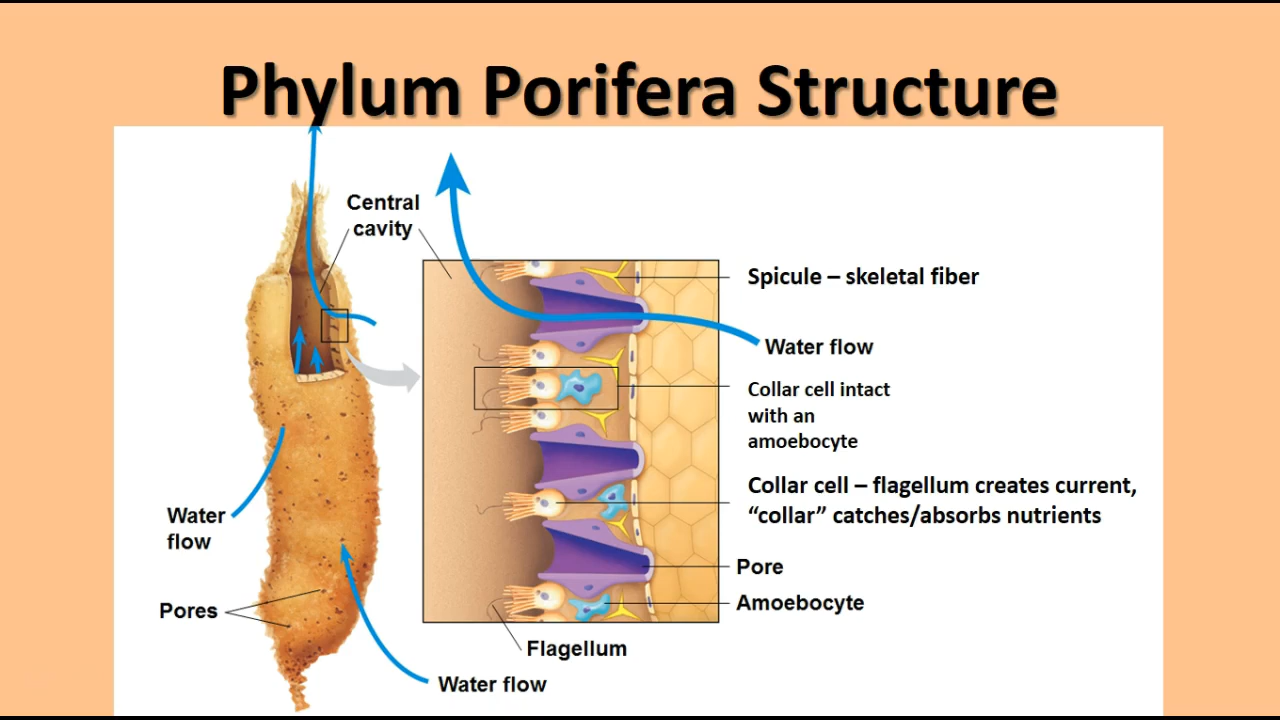 Phylum Porifera Structure
Central
cavity
Spicule – skeletal fiber
Water flow
Collar cell intact
with an
amoebocyte
Collar cell – flagellum creates current,
“collar” catches/absorbs nutrients
Water
flow
Pore
Amoebocyte
Pores
Flagellum
Water flow